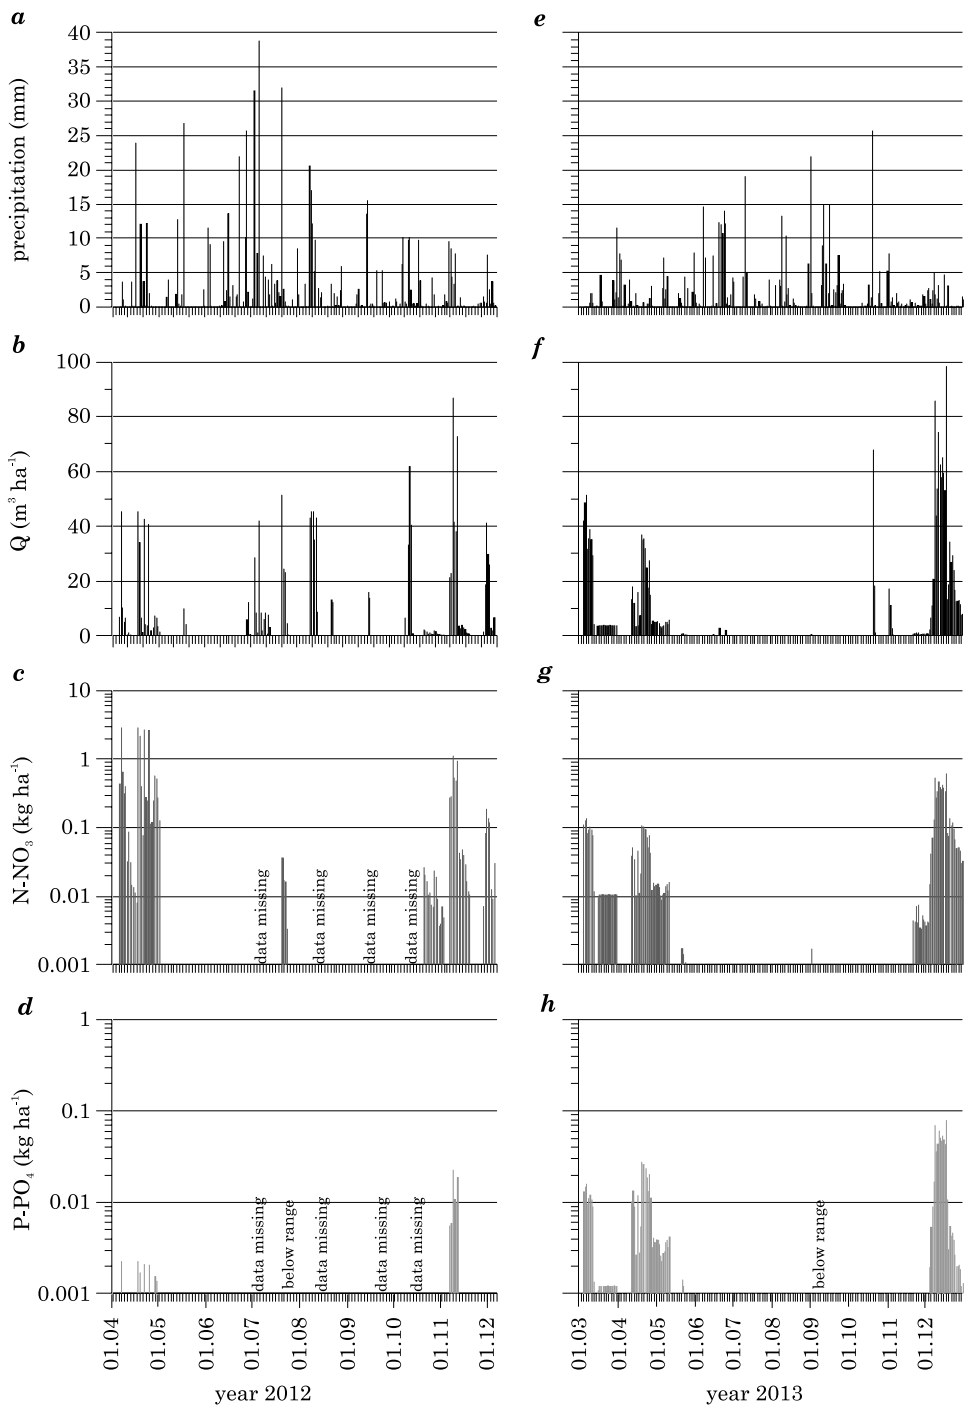 a
e
precipitation (mm)
40
35
30
25
20
15
10
5
0
b
f
Q (m³ ha⁻¹)
100
80
60
40
20
0
c
g
N-NO₃ (kg ha⁻¹)
10
1
0.1
0.01
0.001
data missing
data missing
data missing
data missing
d
h
P-PO₄ (kg ha⁻¹)
1
0.1
0.01
0.001
data missing
below range
data missing
data missing
data missing
below range
01.04
01.05
01.06
01.07
01.08
01.09
01.10
01.11
01.12
01.03
01.04
01.05
01.06
01.07
01.08
01.09
01.10
01.11
01.12
year 2012
year 2013